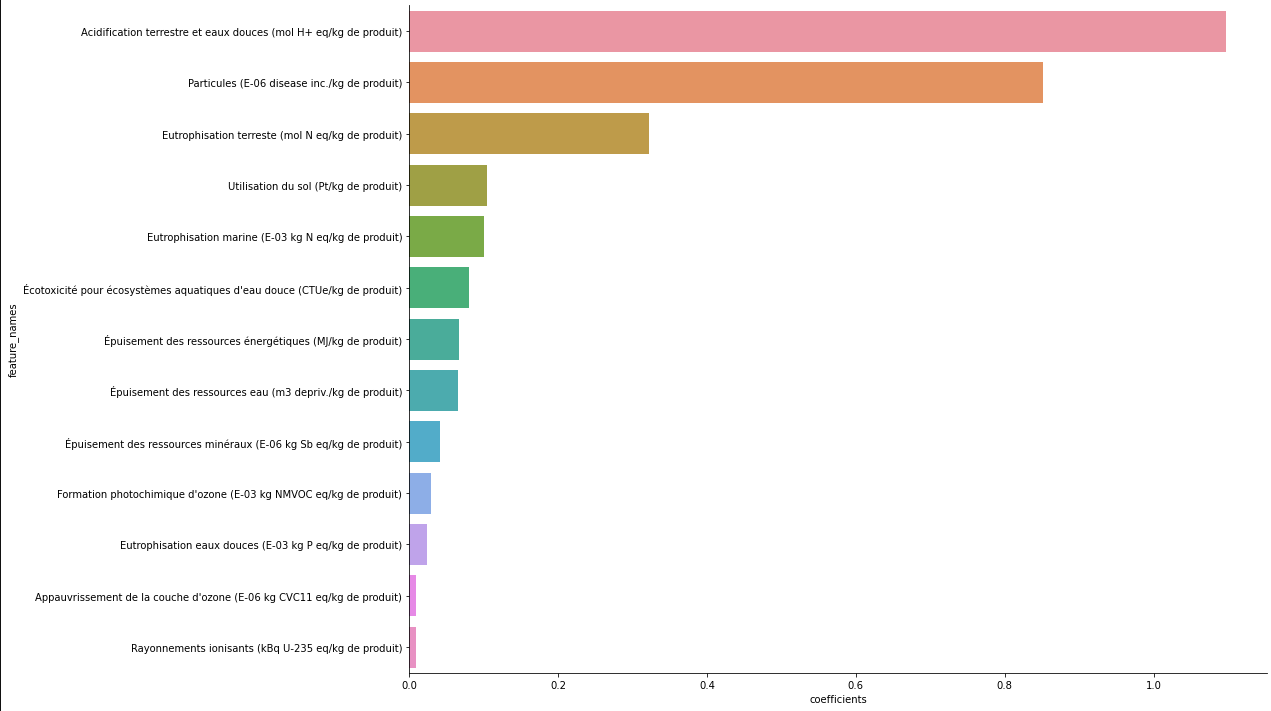 Acidification terrestre et eaux douces (mol H+ eq/kg de produit)
Particules (E-06 disease inc./kg de produit)
Eutrophisation terreste (mol N eq/kg de produit)
Utilisation du sol (Pt/kg de produit)
Eutrophisation marine (E-03 kg N eq/kg de produit)
Écotoxicité pour écosystèmes aquatiques d'eau douce (CTUe/kg de produit)
Épuisement des ressources énergétiques (MJ/kg de produit)
Épuisement des ressources eau (m3 depriv./kg de produit)
Épuisement des ressources minéraux (E-06 kg Sb eq/kg de produit)
Formation photochimique d'ozone (E-03 kg NMVOC eq/kg de produit)
Eutrophisation eaux douces (E-03 kg P eq/kg de produit)
Appauvrissement de la couche d'ozone (E-06 kg CVC11 eq/kg de produit)
Rayonnements ionisants (kBq U-235 eq/kg de produit)
feature_names
0.0 0.2 0.4 0.6 0.8 1.0
coefficients